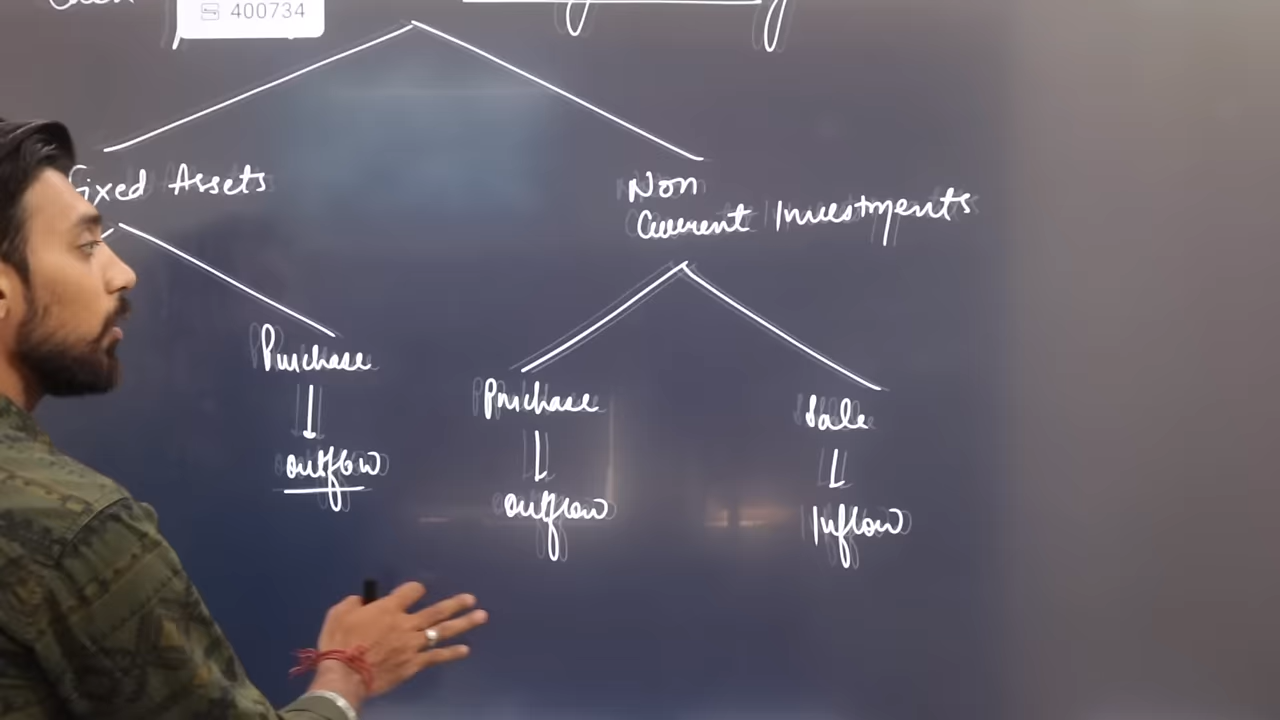 400734
Fixed Assets
Non
Current Investments
Purchase
Purchase
Sale
outflow
outflow
Inflow